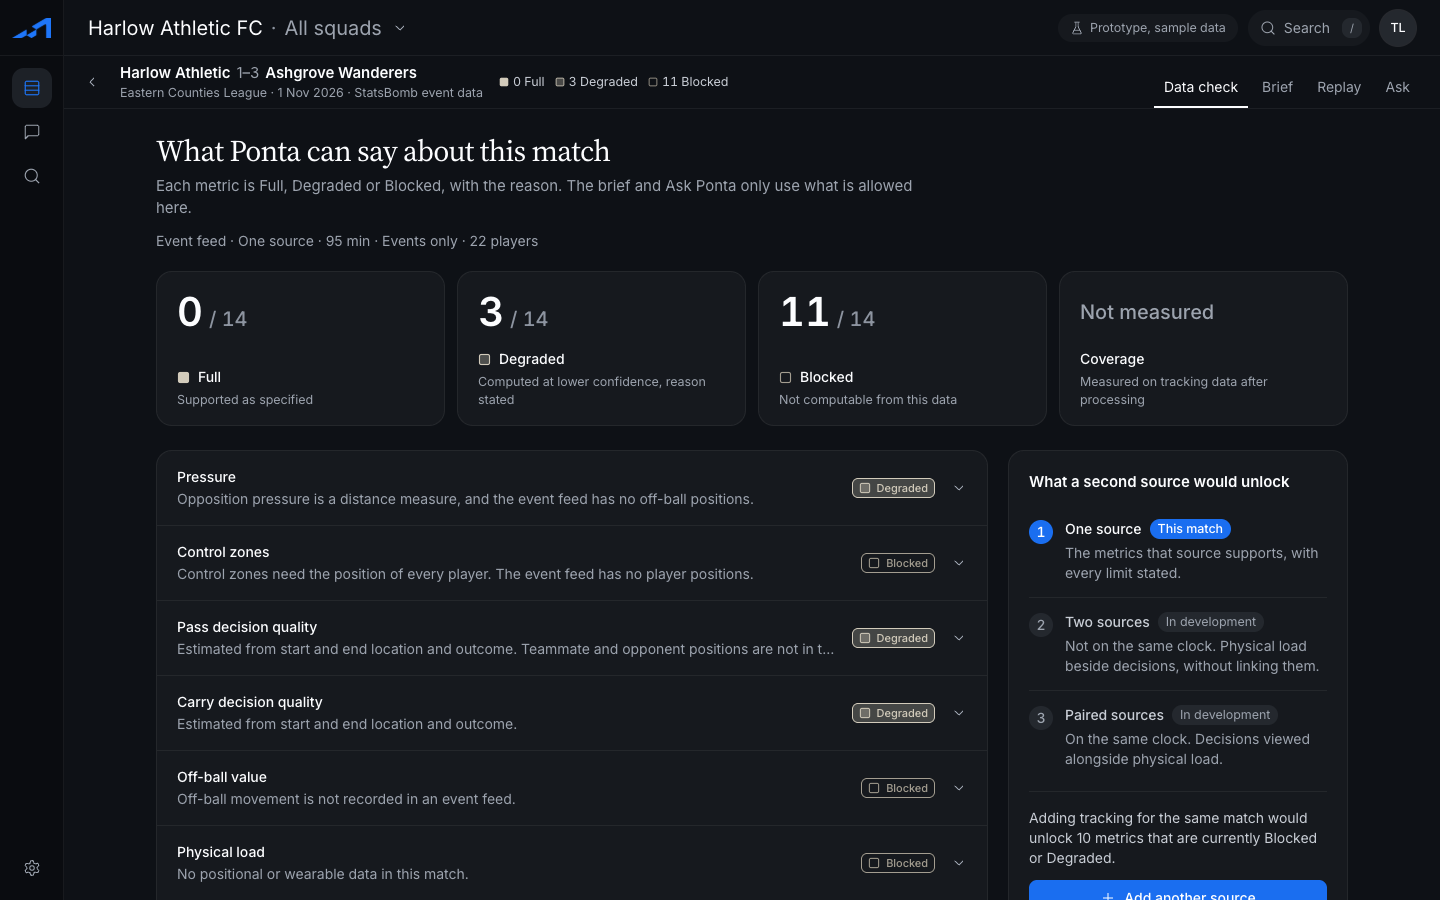 Harlow Athletic FC · All squads
Prototype, sample data
Search /
TL
Harlow Athletic 1–3 Ashgrove Wanderers
Eastern Counties League · 1 Nov 2026 · StatsBomb event data
0 Full 3 Degraded 11 Blocked
Data check Brief Replay Ask
What Ponta can say about this match
Each metric is Full, Degraded or Blocked, with the reason. The brief and Ask Ponta only use what is allowed
here.
Event feed · One source · 95 min · Events only · 22 players
0 / 14
Full
Supported as specified
3 / 14
Degraded
Computed at lower confidence, reason
stated
11 / 14
Blocked
Not computable from this data
Not measured
Coverage
Measured on tracking data after
processing
Pressure
Opposition pressure is a distance measure, and the event feed has no off-ball positions.
Degraded
Control zones
Control zones need the position of every player. The event feed has no player positions.
Blocked
Pass decision quality
Estimated from start and end location and outcome. Teammate and opponent positions are not in t...
Degraded
Carry decision quality
Estimated from start and end location and outcome.
Degraded
Off-ball value
Off-ball movement is not recorded in an event feed.
Blocked
Physical load
No positional or wearable data in this match.
Blocked
What a second source would unlock
1 One source This match
The metrics that source supports, with
every limit stated.
2 Two sources In development
Not on the same clock. Physical load
beside decisions, without linking them.
3 Paired sources In development
On the same clock. Decisions viewed
alongside physical load.
Adding tracking for the same match would
unlock 10 metrics that are currently Blocked
or Degraded.
Add another source